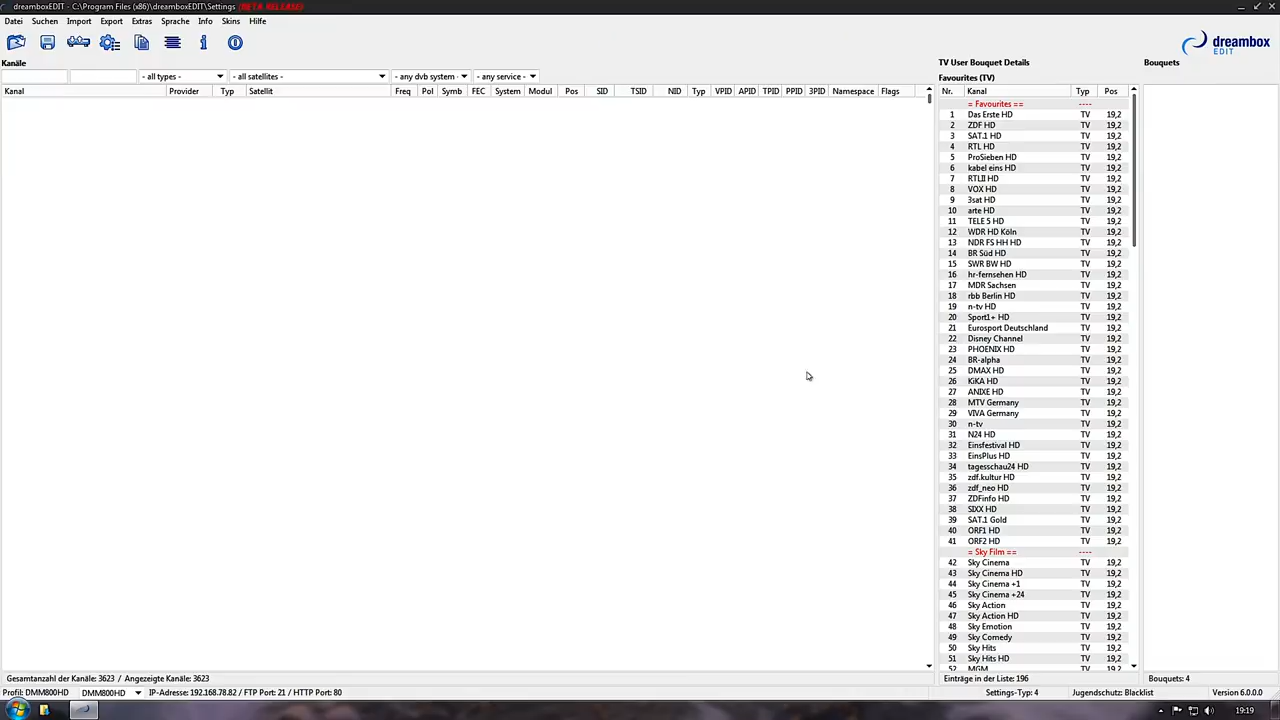 dreamboxEDIT - C:\Program Files (x86)\dreamboxEDIT\Settings (BETA RELEASE)
Datei Suchen Import Export Extras Sprache Info Skins Hilfe
dreambox
EDIT
Kanäle
TV User Bouquet Details
Bouquets
- all types - - all satellites - - any dvb system - - any service -
Favourites (TV)
Kanal Provider Typ Satellit Freq Pol Symb FEC System Modul Pos SID TSID NID Typ VPID APID TPID PPID 3PID Namespace Flags
Nr. Kanal Typ Pos
= Favourites == ----
1 Das Erste HD TV 19,2
2 ZDF HD TV 19,2
3 SAT.1 HD TV 19,2
4 RTL HD TV 19,2
5 ProSieben HD TV 19,2
6 kabel eins HD TV 19,2
7 RTLII HD TV 19,2
8 VOX HD TV 19,2
9 3sat HD TV 19,2
10 arte HD TV 19,2
11 TELE 5 HD TV 19,2
12 WDR HD Köln TV 19,2
13 NDR FS HH HD TV 19,2
14 BR Süd HD TV 19,2
15 SWR BW HD TV 19,2
16 hr-fernsehen HD TV 19,2
17 MDR Sachsen TV 19,2
18 rbb Berlin HD TV 19,2
19 n-tv HD TV 19,2
20 Sport1+ HD TV 19,2
21 Eurosport Deutschland TV 19,2
22 Disney Channel TV 19,2
23 PHOENIX HD TV 19,2
24 BR-alpha TV 19,2
25 DMAX HD TV 19,2
26 KiKA HD TV 19,2
27 ANIXE HD TV 19,2
28 MTV Germany TV 19,2
29 VIVA Germany TV 19,2
30 n-tv TV 19,2
31 N24 HD TV 19,2
32 Einsfestival HD TV 19,2
33 EinsPlus HD TV 19,2
34 tagesschau24 HD TV 19,2
35 zdf.kultur HD TV 19,2
36 zdf_neo HD TV 19,2
37 ZDFinfo HD TV 19,2
38 SIXX HD TV 19,2
39 SAT.1 Gold TV 19,2
40 ORF1 HD TV 19,2
41 ORF2 HD TV 19,2
= Sky Film == ----
42 Sky Cinema TV 19,2
43 Sky Cinema HD TV 19,2
44 Sky Cinema +1 TV 19,2
45 Sky Cinema +24 TV 19,2
46 Sky Action TV 19,2
47 Sky Action HD TV 19,2
48 Sky Emotion TV 19,2
49 Sky Comedy TV 19,2
50 Sky Hits TV 19,2
51 Sky Hits HD TV 19,2
52 MGM TV 19,2
Gesamtanzahl der Kanäle: 3623 / Angezeigte Kanäle: 3623
Einträge in der Liste: 196
Bouquets: 4
Profil: DMM800HD DMM800HD IP-Adresse: 192.168.78.82 / FTP Port: 21 / HTTP Port: 80
Settings-Typ: 4 Jugendschutz: Blacklist Version 6.0.0.0
19:19